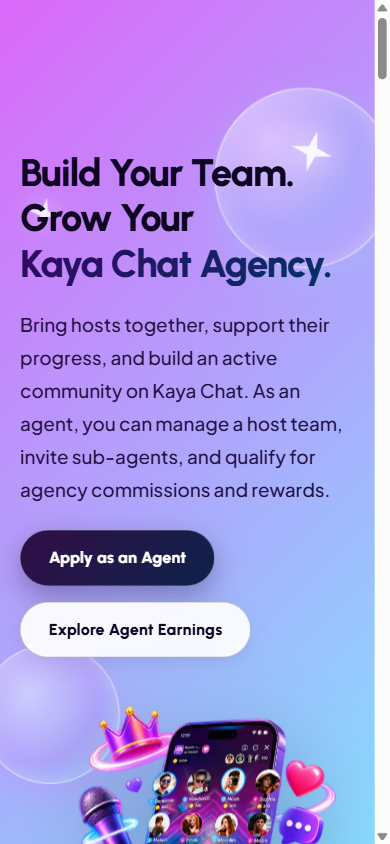 Build Your Team.
Grow Your
Kaya Chat Agency.
Bring hosts together, support their
progress, and build an active
community on Kaya Chat. As an
agent, you can manage a host team,
invite sub-agents, and qualify for
agency commissions and rewards.
Apply as an Agent
Explore Agent Earnings
Noah
Sophia